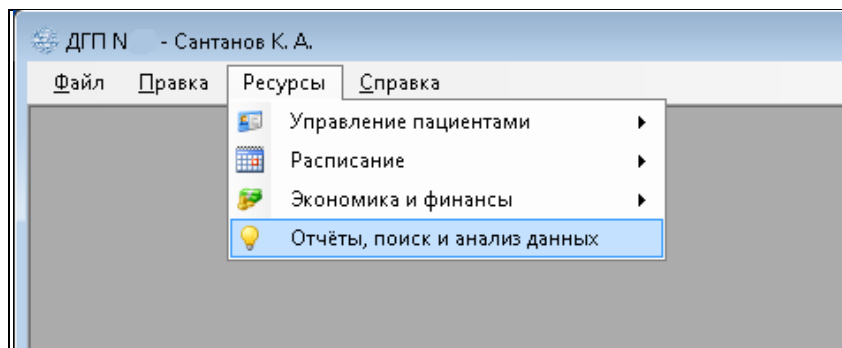 ДГП N - Сантанов К. А.
Файл Правка Ресурсы Справка
Управление пациентами
Расписание
Экономика и финансы
Отчёты, поиск и анализ данных